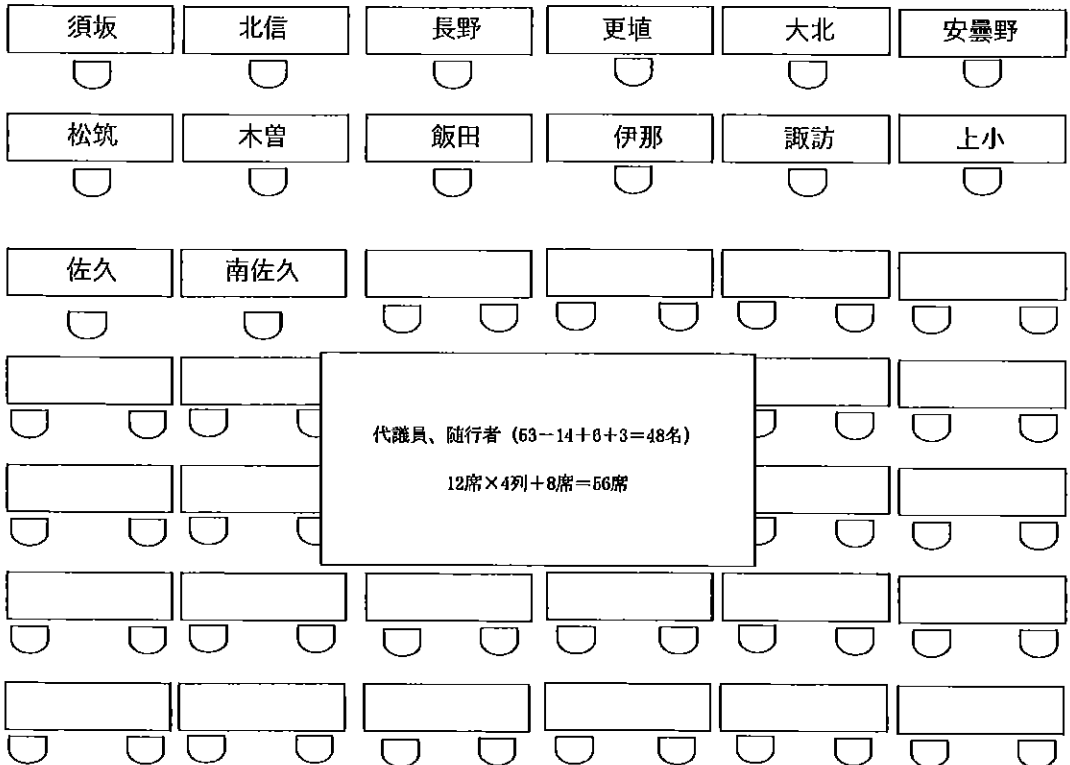 須坂
北信
長野
更埴
大北
安曇野
松筑
木曽
飯田
伊那
諏訪
上小
佐久
南佐久
代議員、随行者（53－14＋6＋3＝48名）
12席×4列＋8席＝56席